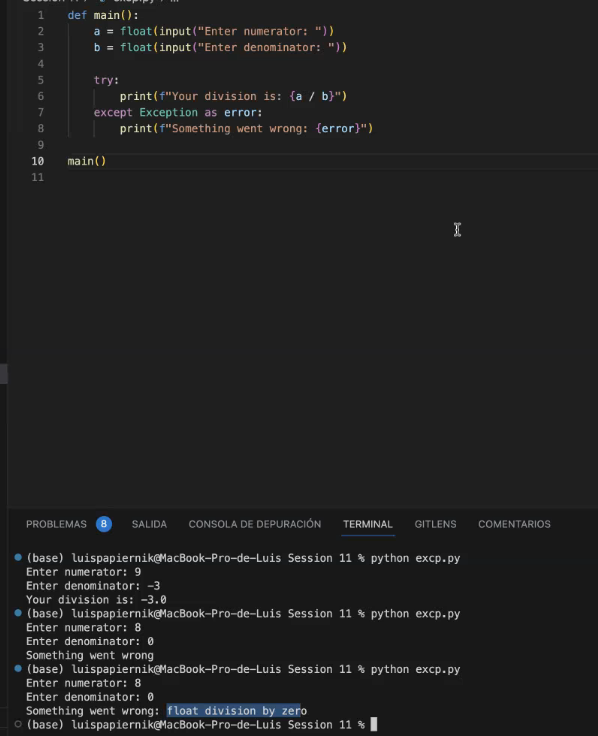 1 def main():
2 a = float(input("Enter numerator: "))
3 b = float(input("Enter denominator: "))
4
5 try:
6 print(f"Your division is: {a / b}")
7 except Exception as error:
8 print(f"Something went wrong: {error}")
9
10 main()
11
PROBLEMAS 8 SALIDA CONSOLA DE DEPURACIÓN TERMINAL GITLENS COMENTARIOS
(base) luispapiernik@MacBook-Pro-de-Luis Session 11 % python excp.py
Enter numerator: 9
Enter denominator: -3
Your division is: -3.0
(base) luispapiernik@MacBook-Pro-de-Luis Session 11 % python excp.py
Enter numerator: 8
Enter denominator: 0
Something went wrong
(base) luispapiernik@MacBook-Pro-de-Luis Session 11 % python excp.py
Enter numerator: 8
Enter denominator: 0
Something went wrong: float division by zero
(base) luispapiernik@MacBook-Pro-de-Luis Session 11 %